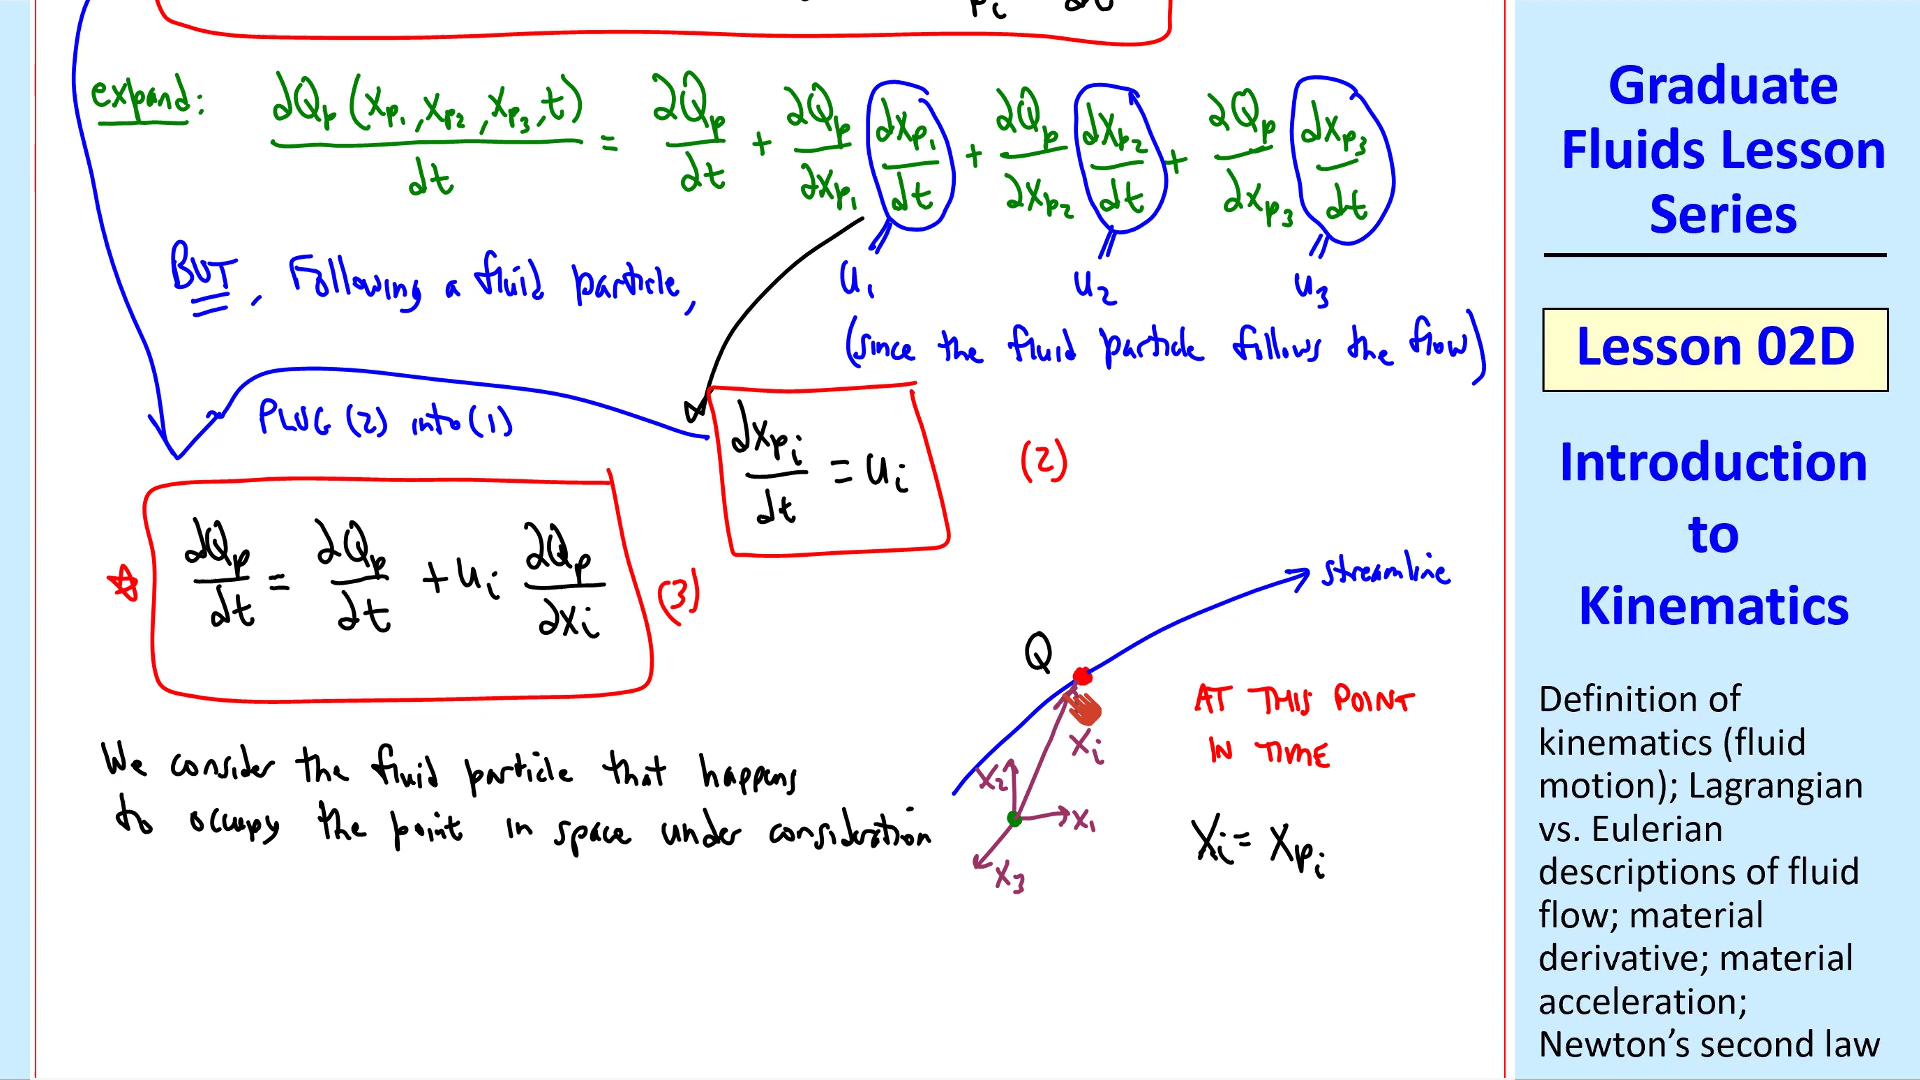 expand: dQp (xp1, xp2, xp3, t) / dt = ∂Qp/∂t + ∂Qp/∂xp1 dxp1/dt + ∂Qp/∂xp2 dxp2/dt + ∂Qp/∂xp3 dxp3/dt
BUT, Following a fluid particle, u1 u2 u3
(since the fluid particle follows the flow)
PLUG (2) into (1)
dxpi/dt = ui (2)
dQp/dt = ∂Qp/∂t + ui ∂Qp/∂xi (3)
streamline
Q
AT THIS POINT
IN TIME
xi
x2
x1
x3
xi = xpi
We consider the fluid particle that happens
to occupy the point in space under consideration
Graduate
Fluids Lesson
Series
Lesson 02D
Introduction
to
Kinematics
Definition of
kinematics (fluid
motion); Lagrangian
vs. Eulerian
descriptions of fluid
flow; material
derivative; material
acceleration;
Newton’s second law